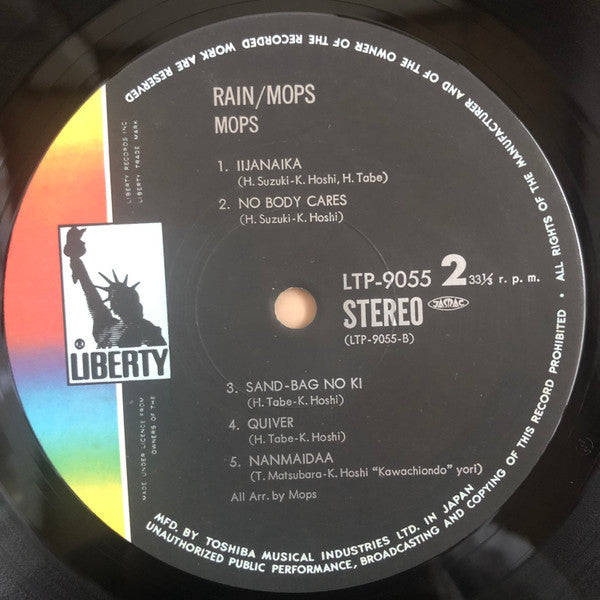 RAIN/MOPS
MOPS
1. IIJANAIKA
(H. Suzuki-K. Hoshi, H. Tabe)
2. NO BODY CARES
(H. Suzuki-K. Hoshi)
LTP-9055 2 33⅓ r. p. m.
STEREO JASRAC
(LTP-9055-B)
3. SAND-BAG NO KI
(H. Tabe-K. Hoshi)
4. QUIVER
(H. Tabe-K. Hoshi)
5. NANMAIDAA
(T. Matsubara-K. Hoshi "Kawachiondo" yori)
All Arr. by Mops
LIBERTY
LIBERTY RECORDS INC
LIBERTY TRADE MARK
MADE UNDER LICENCE FROM
OWNERS OF THE
MFD. BY TOSHIBA MUSICAL INDUSTRIES LTD. IN JAPAN
ALL RIGHTS OF THE MANUFACTURER AND OF THE OWNER OF THE RECORDED WORK ARE RESERVED
UNAUTHORIZED PUBLIC PERFORMANCE, BROADCASTING AND COPYING OF THIS RECORD PROHIBITED •